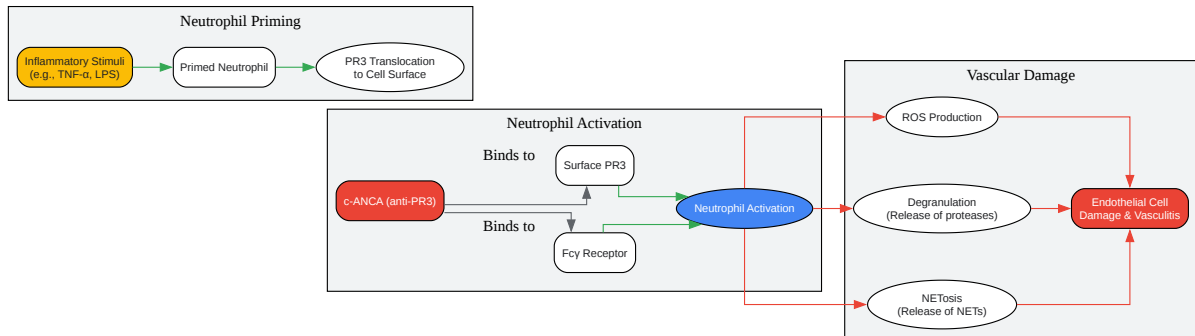 Neutrophil Priming
Inflammatory Stimuli
(e.g., TNF-α, LPS)
Primed Neutrophil
PR3 Translocation
to Cell Surface
Neutrophil Activation
c-ANCA (anti-PR3)
Binds to
Binds to
Surface PR3
Fcγ Receptor
Neutrophil Activation
Vascular Damage
ROS Production
Degranulation
(Release of proteases)
NETosis
(Release of NETs)
Endothelial Cell
Damage & Vasculitis